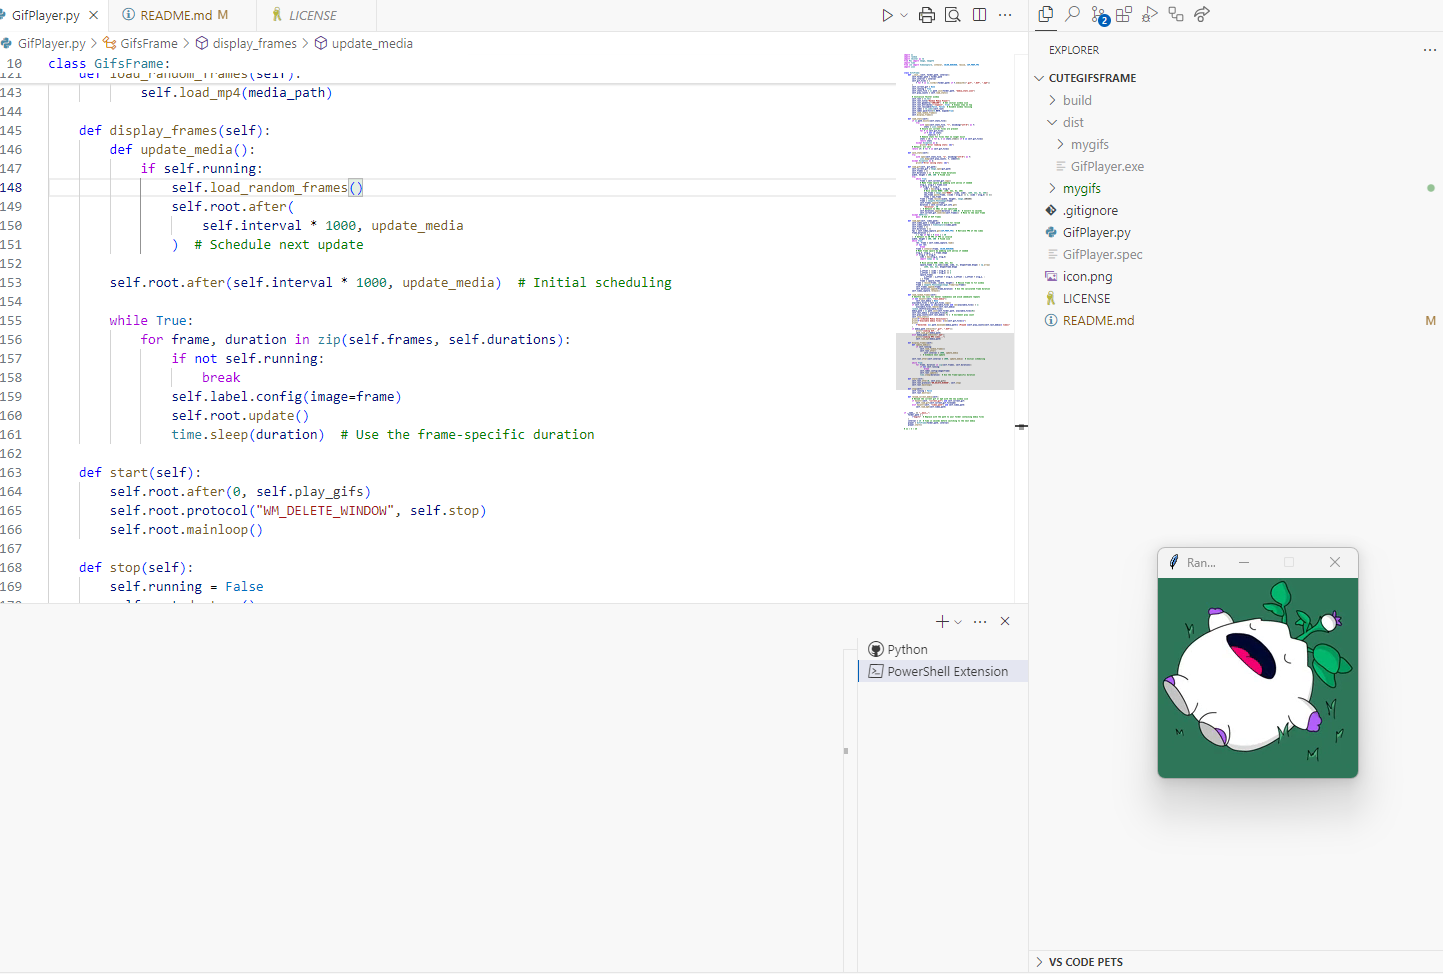 GifPlayer.py
README.md M
LICENSE
GifPlayer.py > GifsFrame > display_frames > update_media
10 class GifsFrame:
121 def load_random_frames(self):
143 self.load_mp4(media_path)
144
145 def display_frames(self):
146 def update_media():
147 if self.running:
148 self.load_random_frames()
149 self.root.after(
150 self.interval * 1000, update_media
151 ) # Schedule next update
152
153 self.root.after(self.interval * 1000, update_media) # Initial scheduling
154
155 while True:
156 for frame, duration in zip(self.frames, self.durations):
157 if not self.running:
158 break
159 self.label.config(image=frame)
160 self.root.update()
161 time.sleep(duration) # Use the frame-specific duration
162
163 def start(self):
164 self.root.after(0, self.play_gifs)
165 self.root.protocol("WM_DELETE_WINDOW", self.stop)
166 self.root.mainloop()
167
168 def stop(self):
169 self.running = False
Python
PowerShell Extension
2
EXPLORER
CUTEGIFSFRAME
build
dist
mygifs
GifPlayer.exe
mygifs
.gitignore
GifPlayer.py
GifPlayer.spec
icon.png
LICENSE
README.md M
Ran...
VS CODE PETS